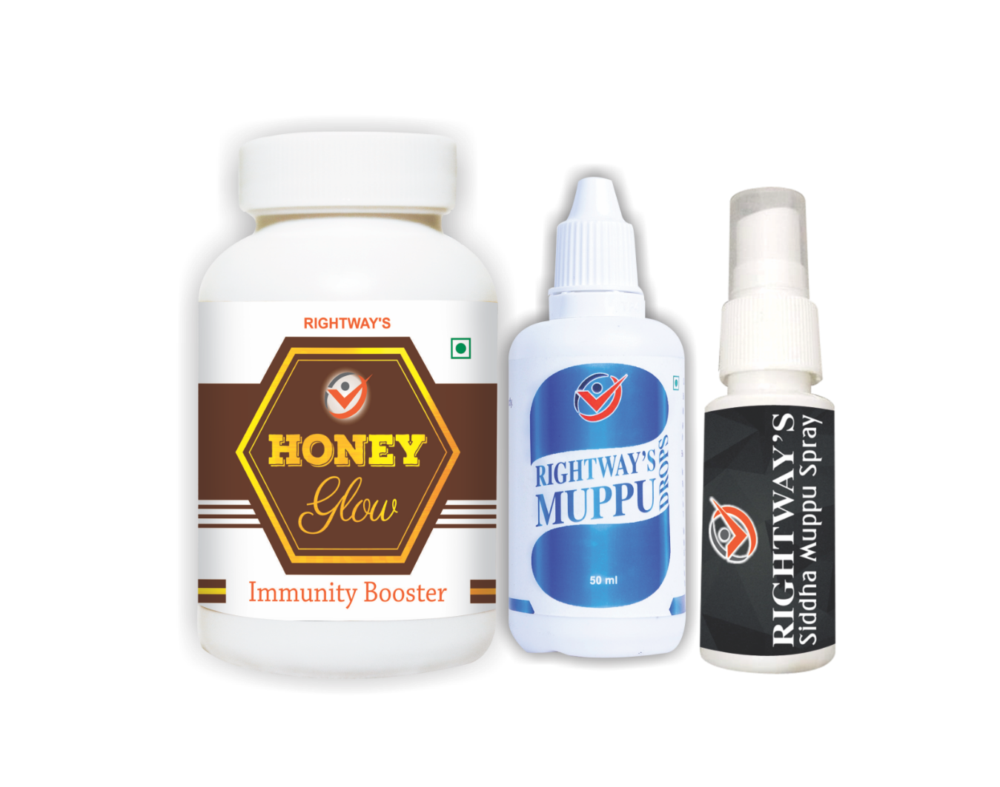 RIGHTWAY'S
HONEY
Glow
Immunity Booster
RIGHTWAY'S
MUPPU
DROPS
50 ml
RIGHTWAY'S
Siddha Muppu Spray